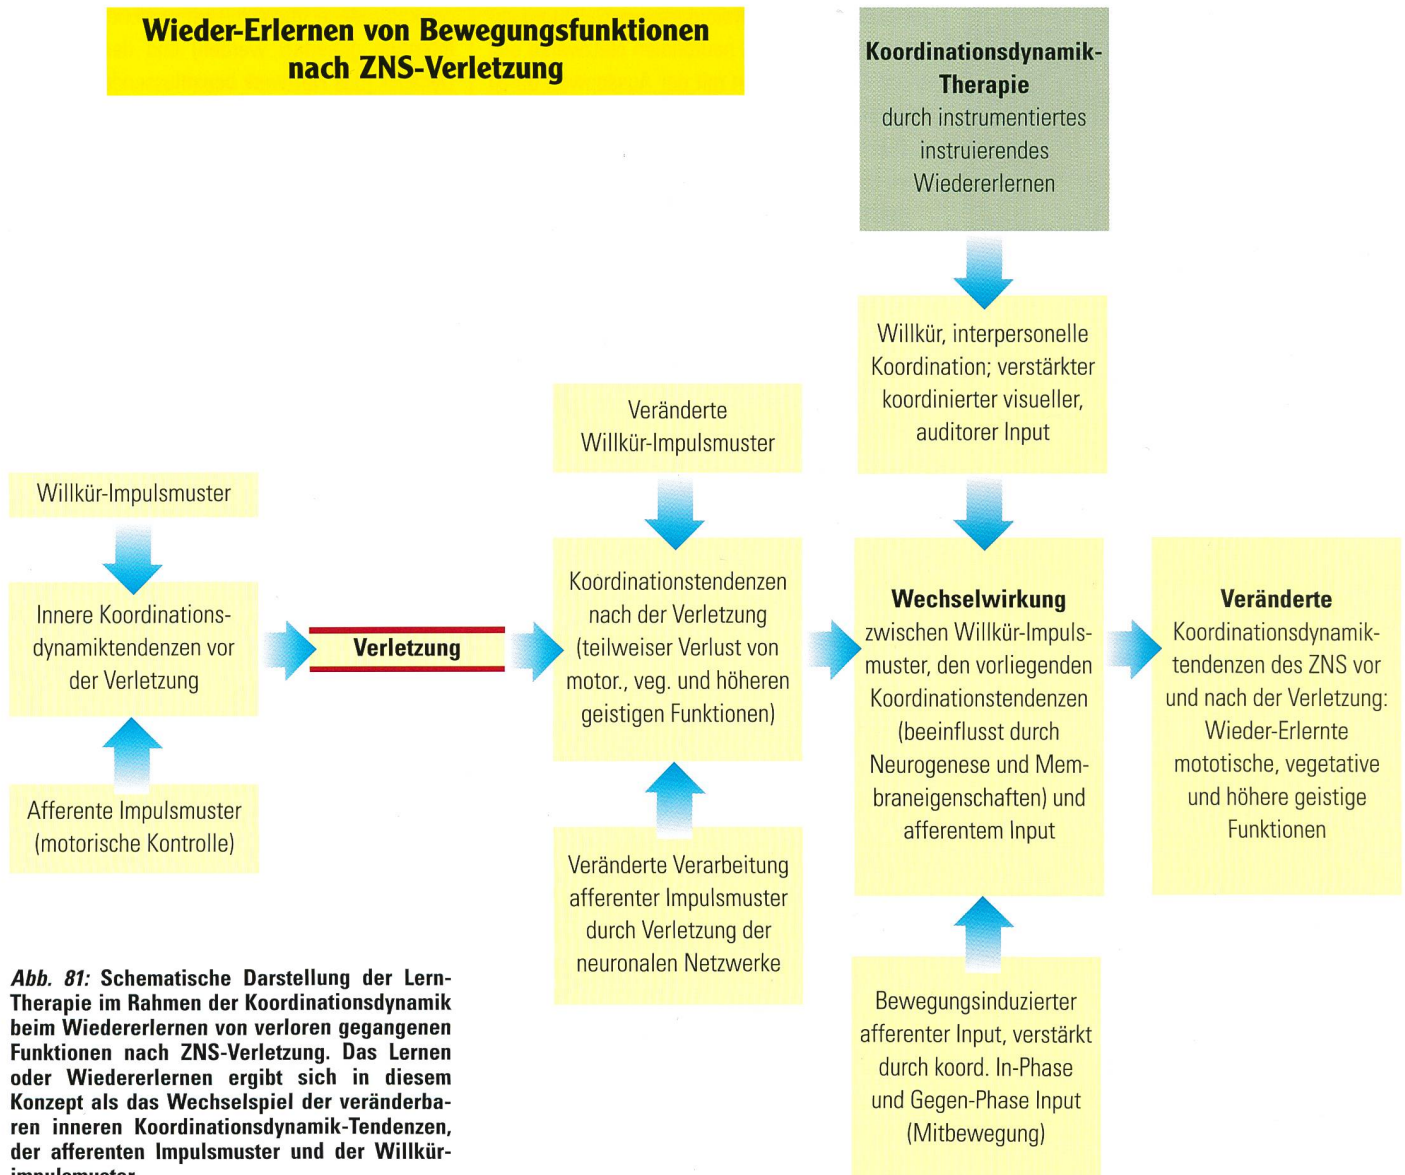 Wieder-Erlernen von Bewegungsfunktionen
nach ZNS-Verletzung
Koordinationsdynamik-
Therapie
durch instrumentiertes
instruierendes
Wiedererlernen
Willkür, interpersonelle
Koordination; verstärkter
koordinierter visueller,
auditorer Input
Veränderte
Willkür-Impulsmuster
Willkür-Impulsmuster
Innere Koordinations-
dynamiktendenzen vor
der Verletzung
Verletzung
Koordinationstendenzen
nach der Verletzung
(teilweiser Verlust von
motor., veg. und höheren
geistigen Funktionen)
Wechselwirkung
zwischen Willkür-Impuls-
muster, den vorliegenden
Koordinationstendenzen
(beeinflusst durch
Neurogenese und Mem-
braneigenschaften) und
afferentem Input
Veränderte
Koordinationsdynamik-
tendenzen des ZNS vor
und nach der Verletzung:
Wieder-Erlernte
mototische, vegetative
und höhere geistige
Funktionen
Afferente Impulsmuster
(motorische Kontrolle)
Veränderte Verarbeitung
afferenter Impulsmuster
durch Verletzung der
neuronalen Netzwerke
Bewegungsinduzierter
afferenter Input, verstärkt
durch koord. In-Phase
und Gegen-Phase Input
(Mitbewegung)
Abb. 81: Schematische Darstellung der Lern-
Therapie im Rahmen der Koordinationsdynamik
beim Wiedererlernen von verloren gegangenen
Funktionen nach ZNS-Verletzung. Das Lernen
oder Wiedererlernen ergibt sich in diesem
Konzept als das Wechselspiel der veränderba-
ren inneren Koordinationsdynamik-Tendenzen,
der afferenten Impulsmuster und der Willkür-
impulsmuster